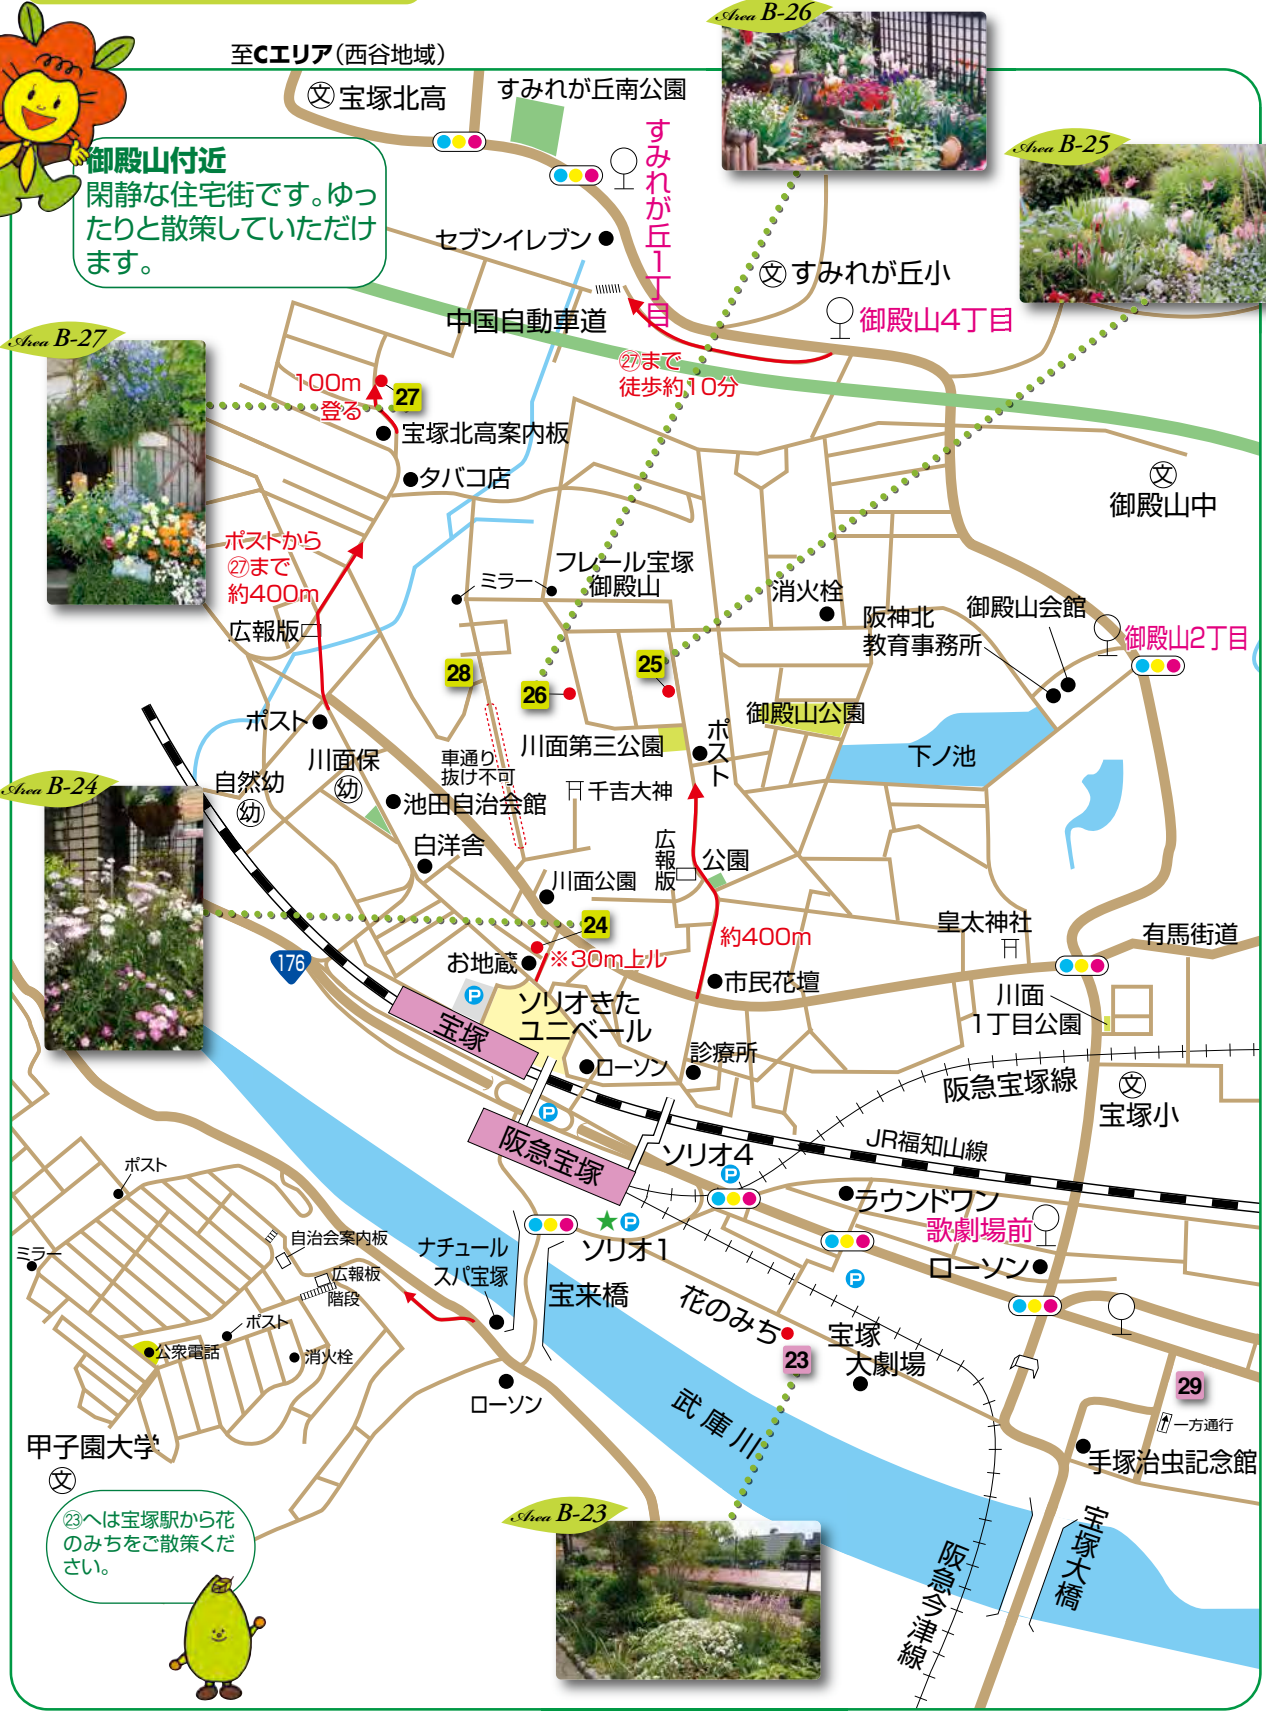 至Cエリア（西谷地域）
Area B-26
文 宝塚北高
すみれが丘南公園
すみれが丘1丁目
Area B-25
御殿山付近
閑静な住宅街です。ゆっ
たりと散策していただけ
ます。
セブンイレブン
文 すみれが丘小
中国自動車道
御殿山4丁目
Area B-27
㉗まで
徒歩約10分
100m
登る
27
宝塚北高案内板
タバコ店
文
御殿山中
ポストから
㉗まで
約400m
広報版
ミラー
フレール宝塚
御殿山
消火栓
阪神北
教育事務所
御殿山会館
御殿山2丁目
28
26
25
ポスト
川面保
幼
自然幼
幼
車通り
抜け不可
川面第三公園
ポスト
御殿山公園
下ノ池
Area B-24
池田自治会館
千吉大神
白洋舎
広報版
公園
川面公園
24
お地蔵
※30m上ル
約400m
皇太神社
有馬街道
176
P
ソリオきた
ユニベール
市民花壇
川面
1丁目公園
宝塚
ローソン
診療所
阪急宝塚線
文
宝塚小
P
阪急宝塚
ソリオ4
P
JR福知山線
ポスト
ラウンドワン
歌劇場前
自治会案内板
ミラー
広報板
階段
ナチュール
スパ宝塚
P
ソリオ1
ローソン
宝来橋
P
花のみち
ポスト
公衆電話
消火栓
宝塚
大劇場
23
29
ローソン
武庫川
一方通行
甲子園大学
文
手塚治虫記念館
㉓へは宝塚駅から花
のみちをご散策くだ
さい。
Area B-23
阪急今津線
宝塚大橋